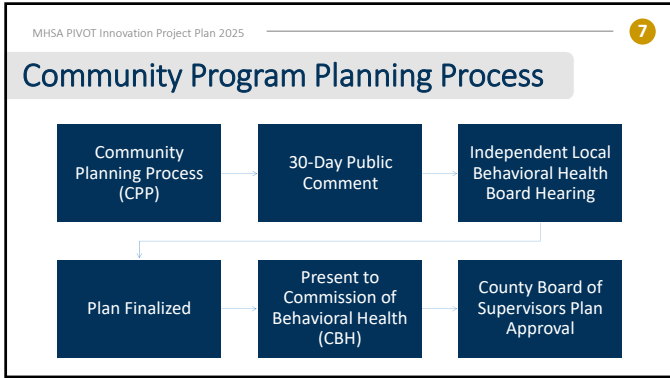 MHSA PIVOT Innovation Project Plan 2025
7
Community Program Planning Process
Community
Planning Process
(CPP)
30-Day Public
Comment
Independent Local
Behavioral Health
Board Hearing
Plan Finalized
Present to
Commission of
Behavioral Health
(CBH)
County Board of
Supervisors Plan
Approval